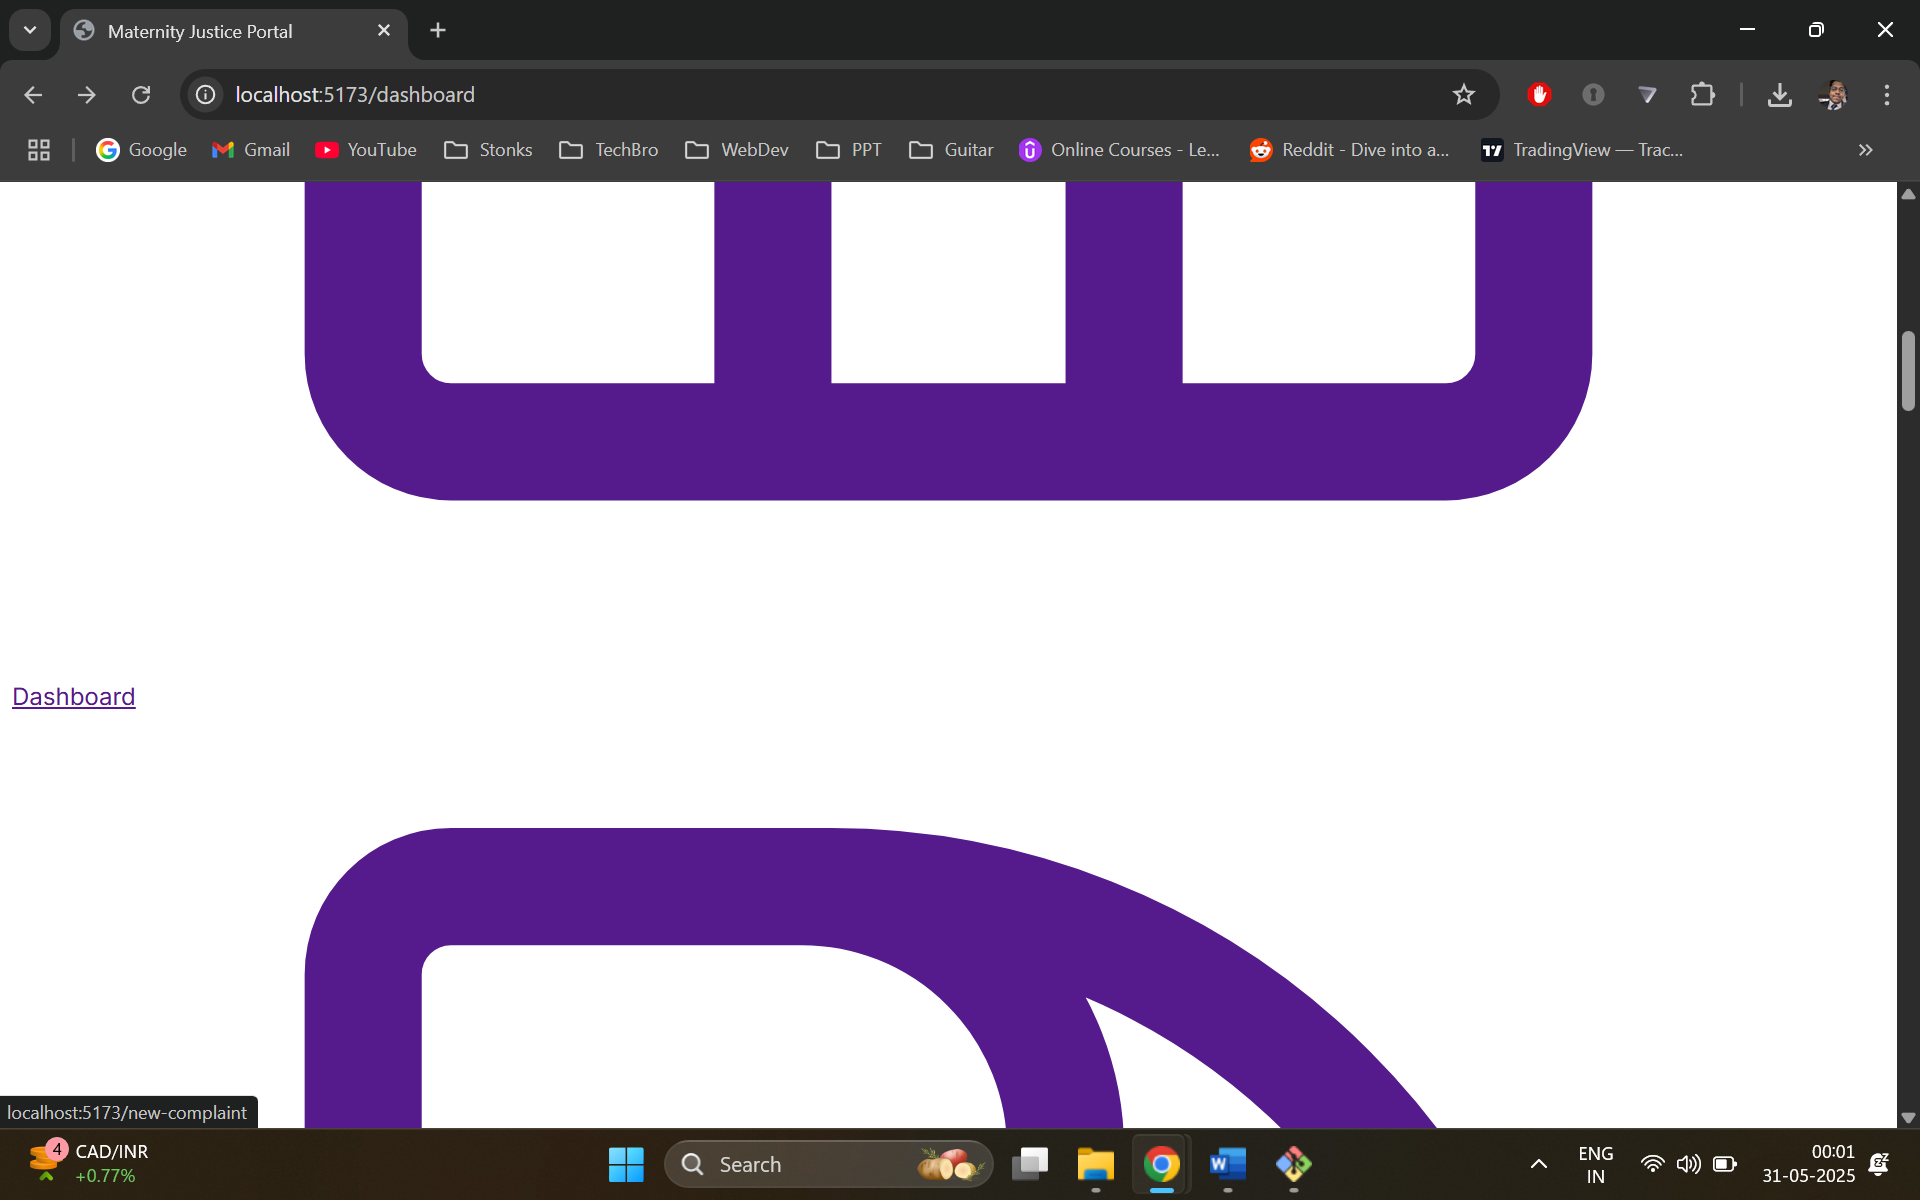 Maternity Justice Portal
localhost:5173/dashboard
Google
Gmail
YouTube
Stonks
TechBro
WebDev
PPT
Guitar
Online Courses - Le...
Reddit - Dive into a...
TradingView — Trac...
Dashboard
localhost:5173/new-complaint
4
CAD/INR
+0.77%
Search
ENG
IN
00:01
31-05-2025